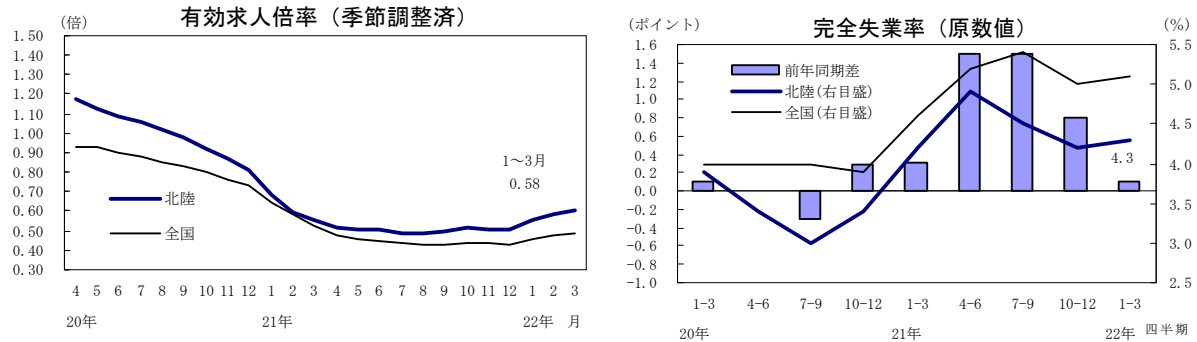 有効求人倍率（季節調整済）
（倍）
1.50
1.40
1.30
1.20
1.10
1.00
0.90
0.80
0.70
0.60
0.50
0.40
0.30
北陸
全国
1～3月
0.58
4 5 6 7 8 9 10 11 12 1 2 3 4 5 6 7 8 9 10 11 12 1 2 3
20年 21年 22年 月
完全失業率（原数値）
（ポイント） （%）
1.6
1.4
1.2
1.0
0.8
0.6
0.4
0.2
0.0
-0.2
-0.4
-0.6
-0.8
-1.0
前年同期差
北陸（右目盛）
全国（右目盛）
4.3
5.5
5.0
4.5
4.0
3.5
3.0
2.5
1-3 4-6 7-9 10-12 1-3 4-6 7-9 10-12 1-3
20年 21年 22年 四半期